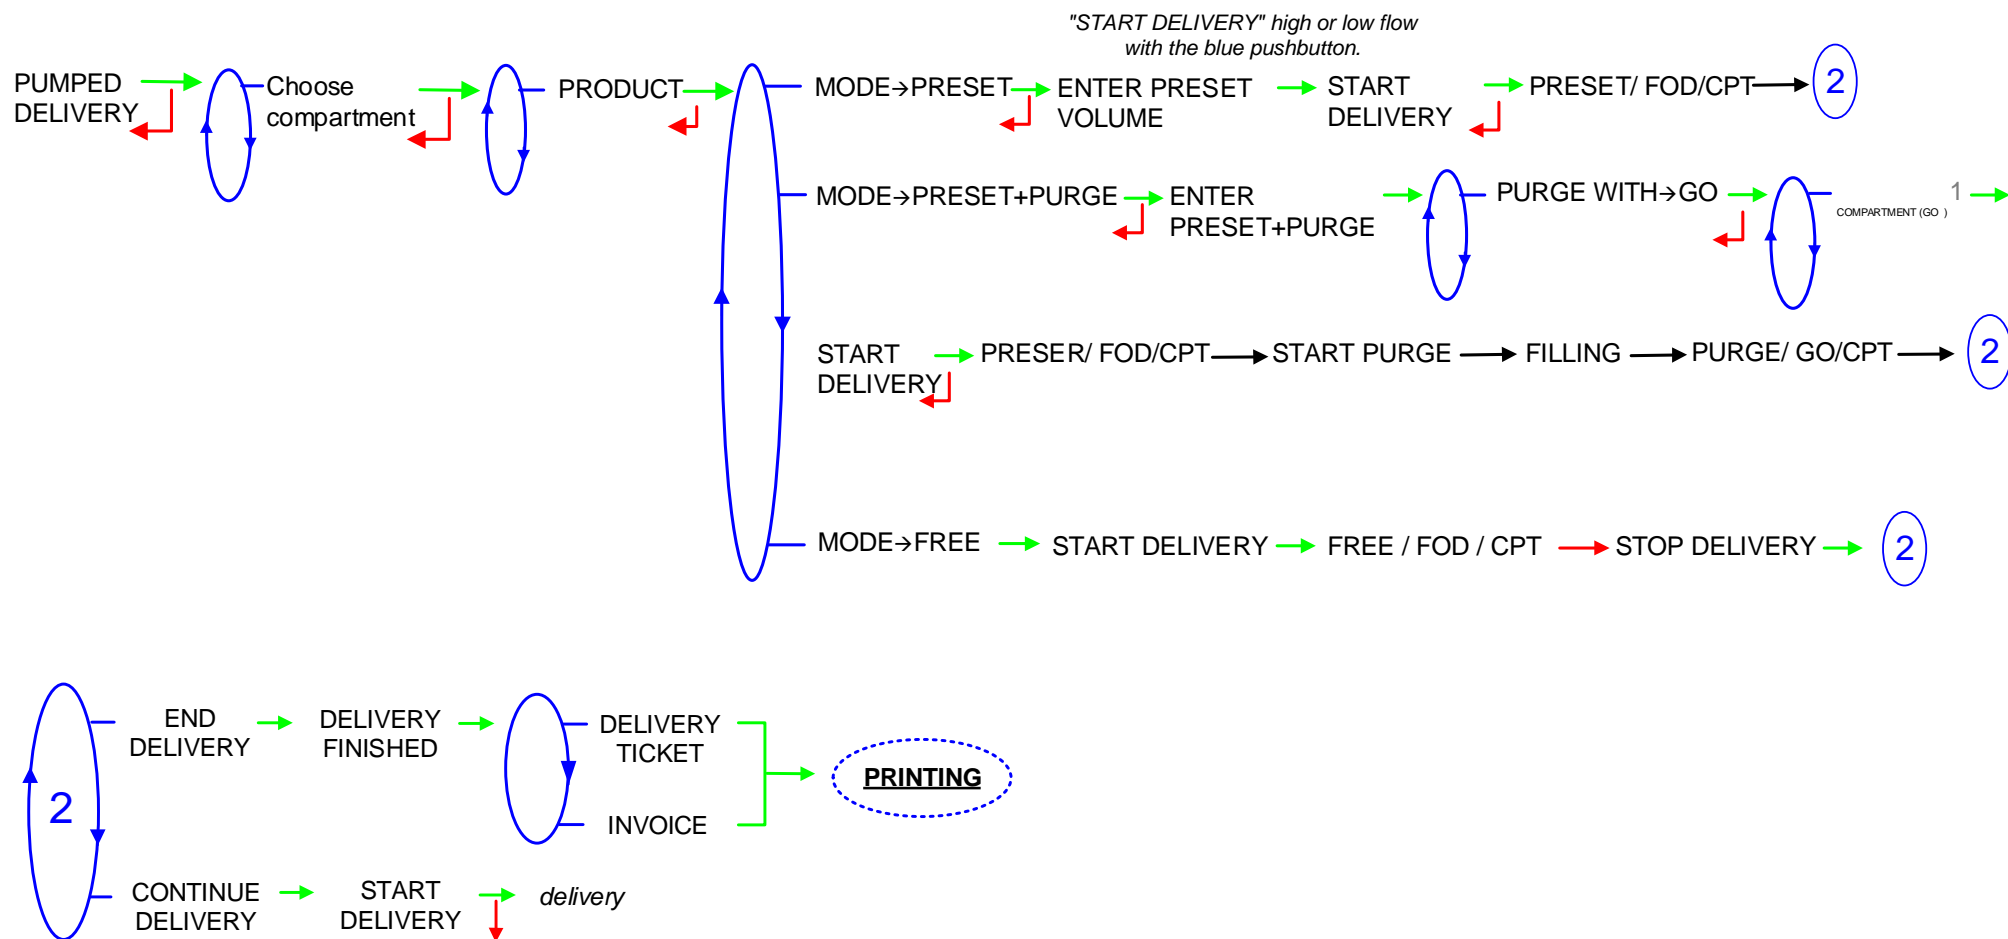 "START DELIVERY" high or low flow
with the blue pushbutton.
PUMPED
DELIVERY
Choose
compartment
PRODUCT
MODE→PRESET
ENTER PRESET
VOLUME
START
DELIVERY
PRESET/ FOD/CPT
2
MODE→PRESET+PURGE
ENTER
PRESET+PURGE
PURGE WITH→GO
COMPARTMENT (GO )
1
START
DELIVERY
PRESER/ FOD/CPT
START PURGE
FILLING
PURGE/ GO/CPT
2
MODE→FREE
START DELIVERY
FREE / FOD / CPT
STOP DELIVERY
2
2
END
DELIVERY
DELIVERY
FINISHED
DELIVERY
TICKET
INVOICE
PRINTING
CONTINUE
DELIVERY
START
DELIVERY
delivery